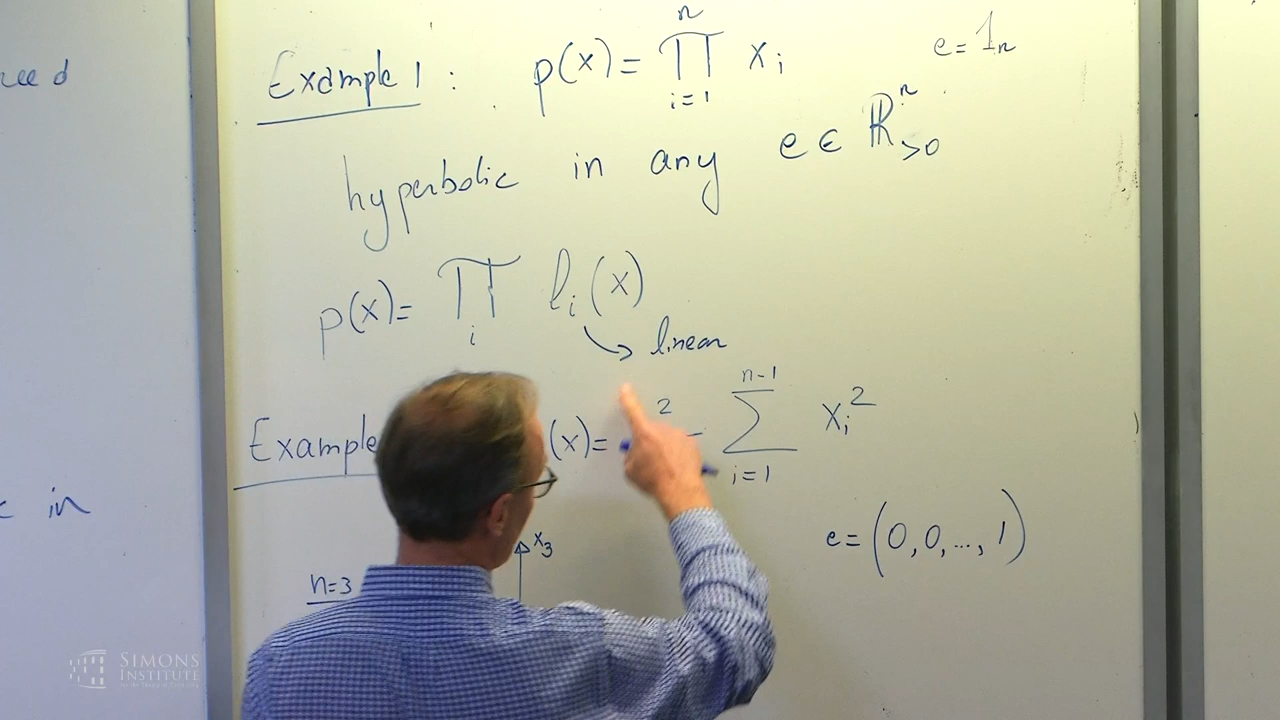 Example 1 : p(x) = ∏_{i=1}^{n} x_i e = 1_n
hyperbolic in any e ∈ ℝ^n_{>0}
p(x) = ∏_i l_i(x)
linear
Example (x) = 2 - ∑_{i=1}^{n-1} x_i^2
e = (0, 0, ..., 1)
n=3
x_3
in
SIMONS
INSTITUTE